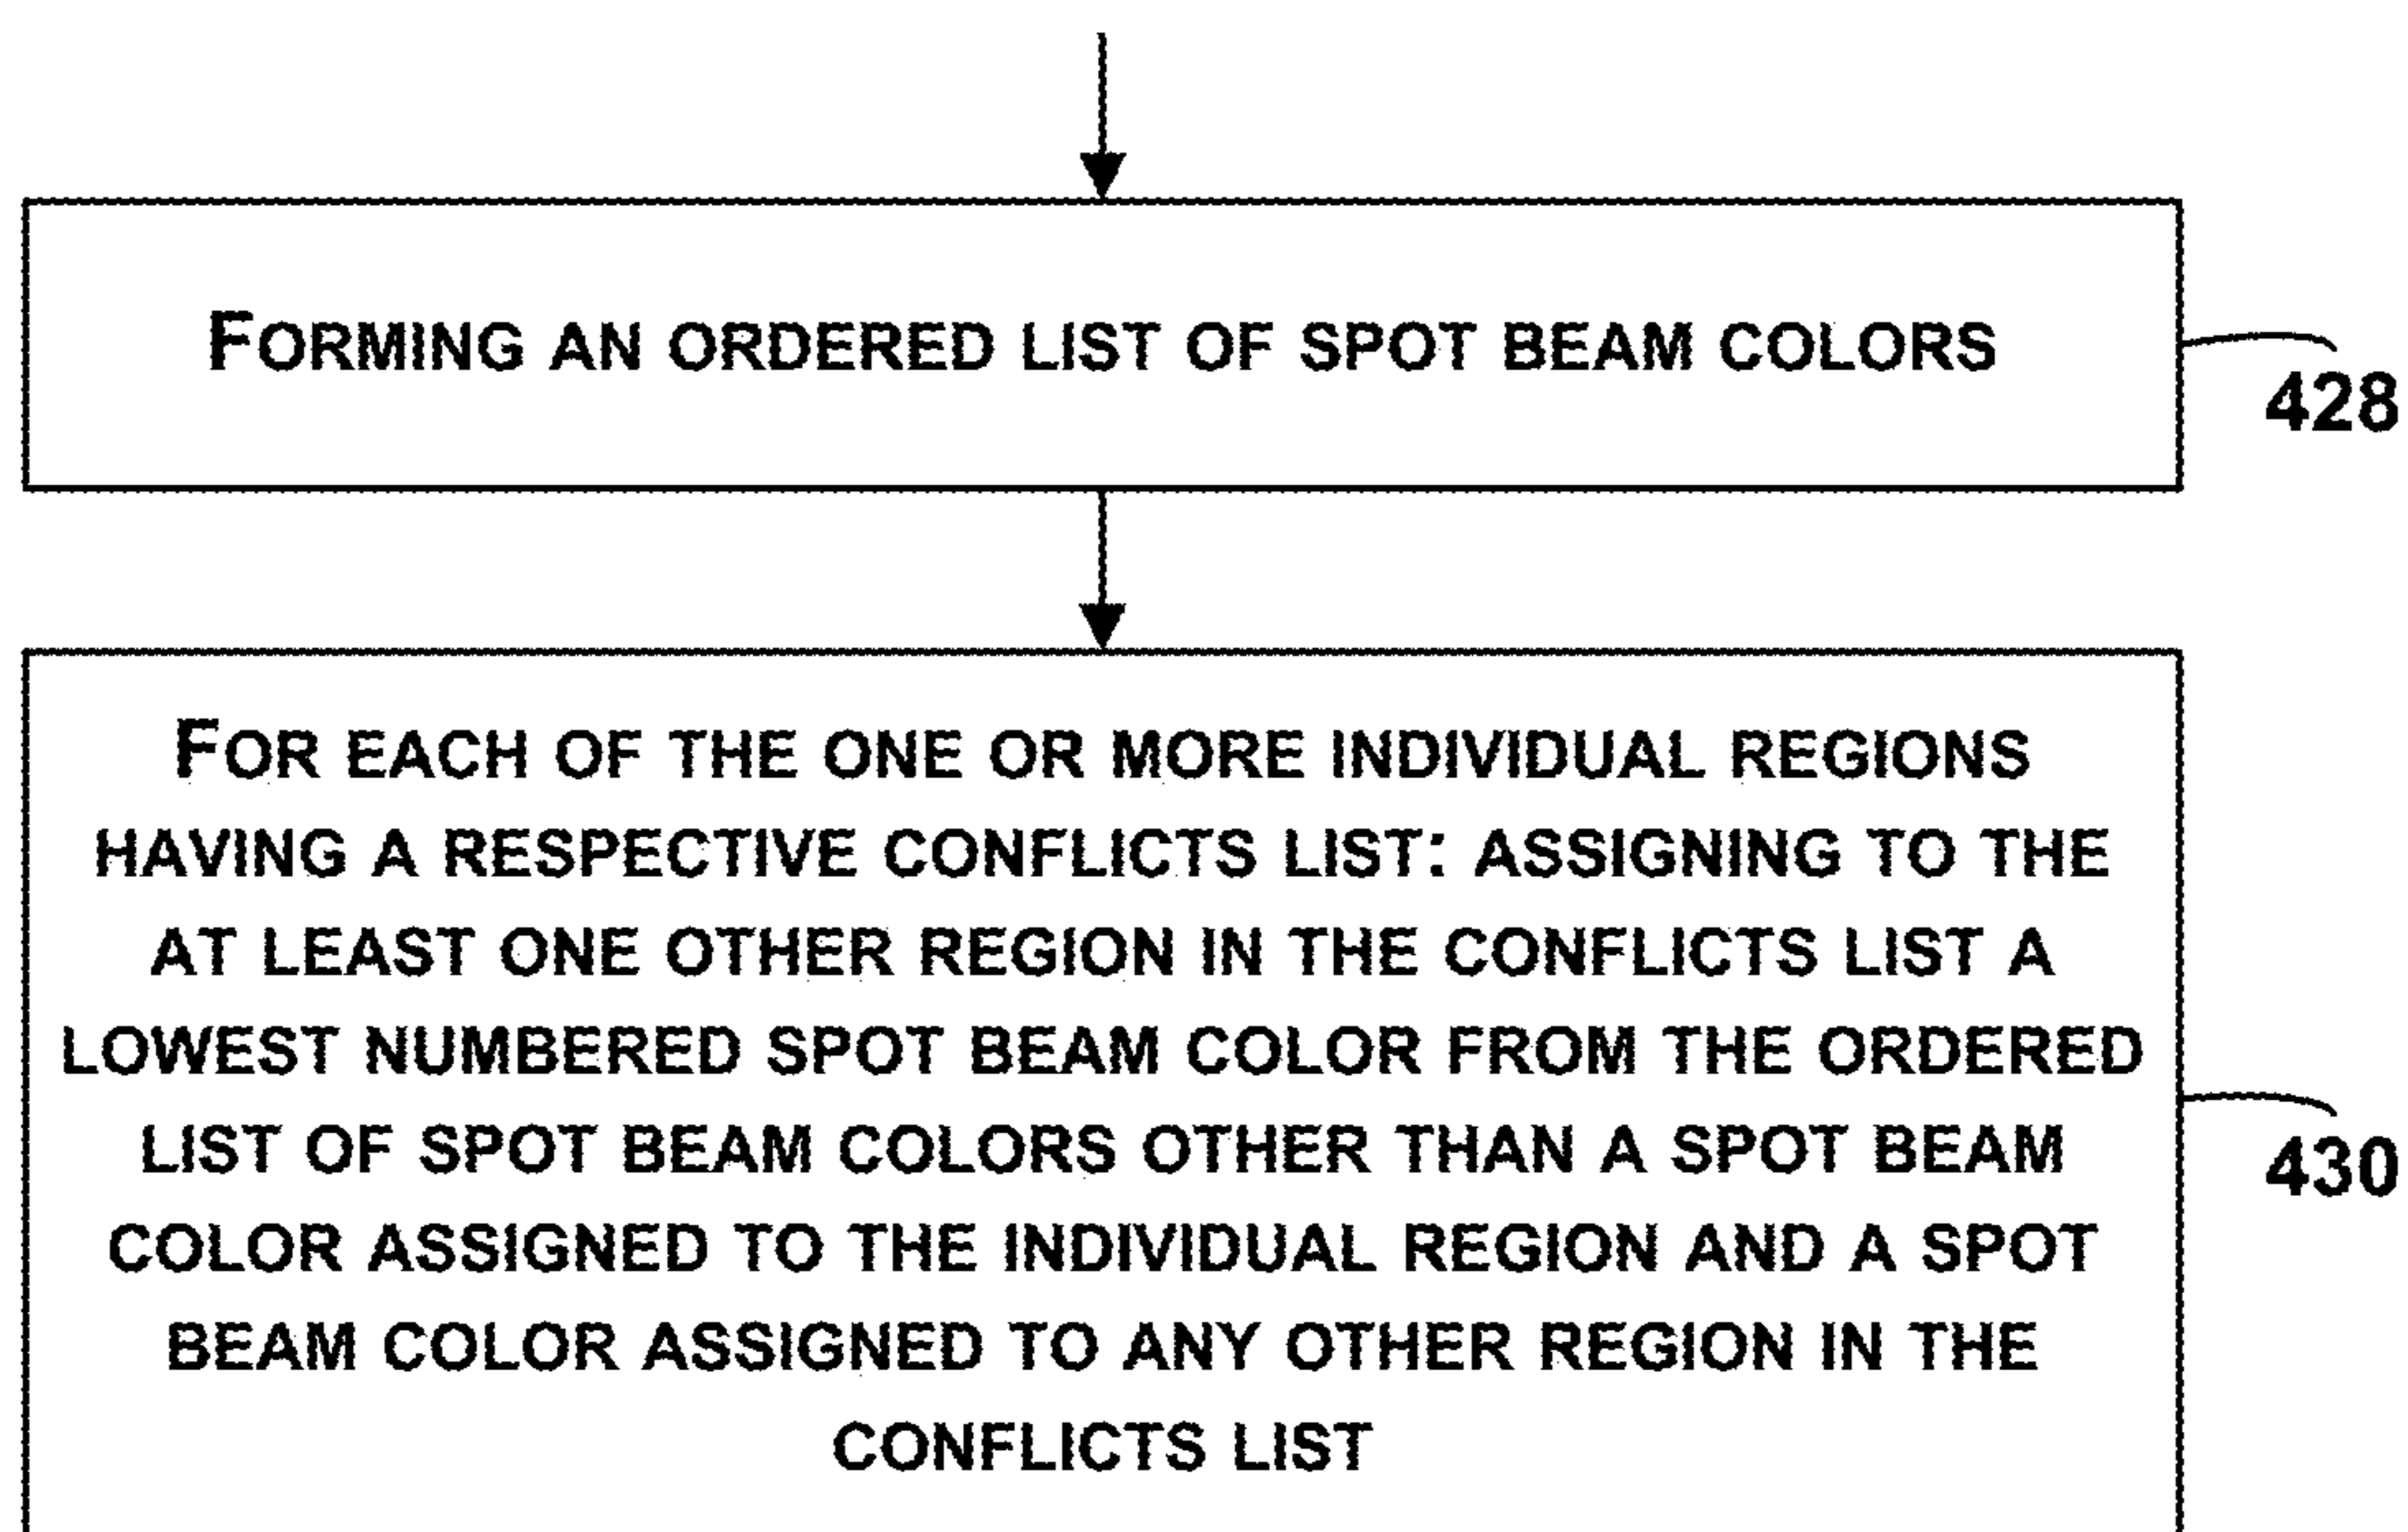 FORMING AN ORDERED LIST OF SPOT BEAM COLORS
428
FOR EACH OF THE ONE OR MORE INDIVIDUAL REGIONS
HAVING A RESPECTIVE CONFLICTS LIST: ASSIGNING TO THE
AT LEAST ONE OTHER REGION IN THE CONFLICTS LIST A
LOWEST NUMBERED SPOT BEAM COLOR FROM THE ORDERED
LIST OF SPOT BEAM COLORS OTHER THAN A SPOT BEAM
COLOR ASSIGNED TO THE INDIVIDUAL REGION AND A SPOT
BEAM COLOR ASSIGNED TO ANY OTHER REGION IN THE
CONFLICTS LIST
430